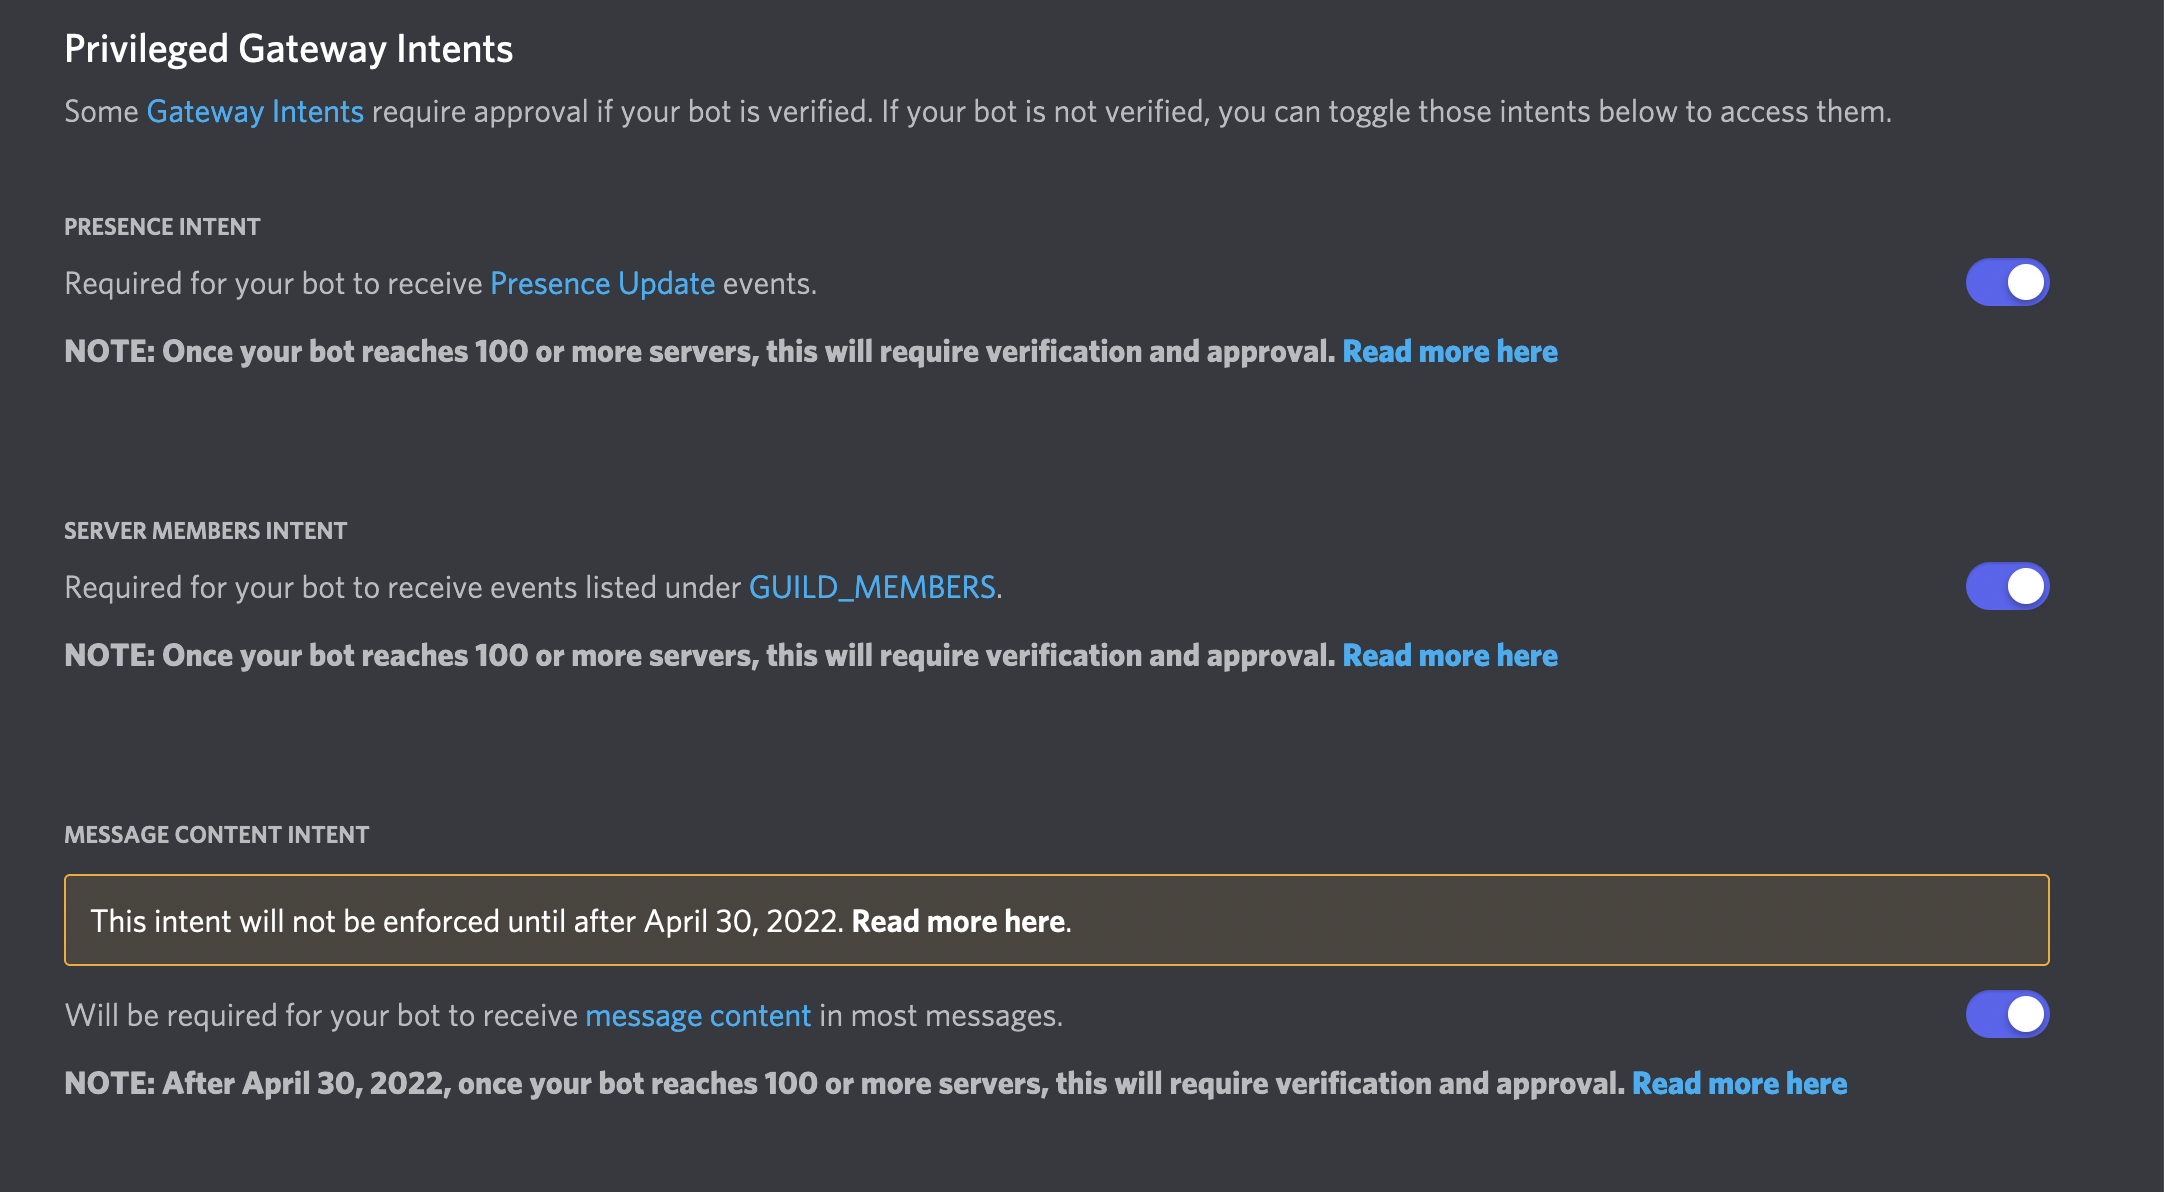 Privileged Gateway Intents
Some Gateway Intents require approval if your bot is verified. If your bot is not verified, you can toggle those intents below to access them.
PRESENCE INTENT
Required for your bot to receive Presence Update events.
NOTE: Once your bot reaches 100 or more servers, this will require verification and approval. Read more here
SERVER MEMBERS INTENT
Required for your bot to receive events listed under GUILD_MEMBERS.
NOTE: Once your bot reaches 100 or more servers, this will require verification and approval. Read more here
MESSAGE CONTENT INTENT
This intent will not be enforced until after April 30, 2022. Read more here.
Will be required for your bot to receive message content in most messages.
NOTE: After April 30, 2022, once your bot reaches 100 or more servers, this will require verification and approval. Read more here